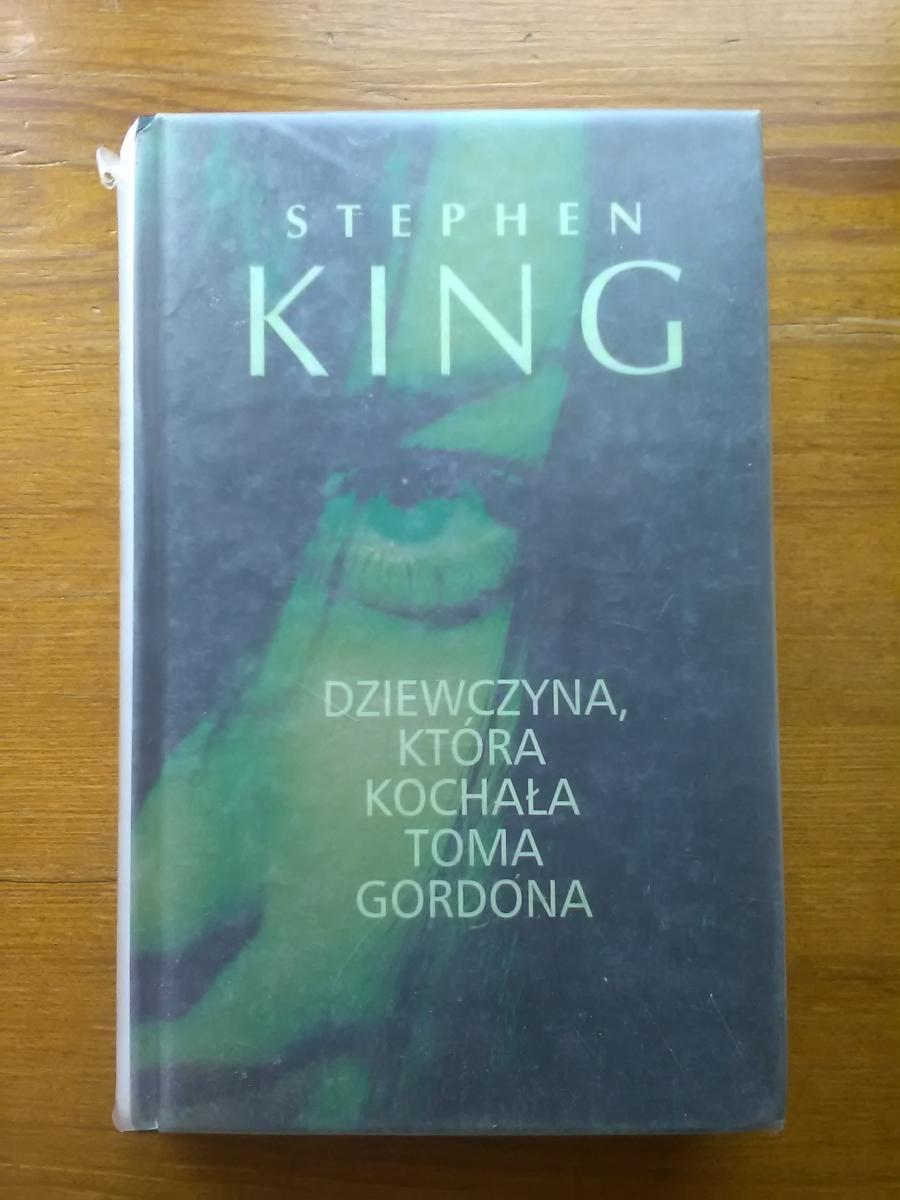 STEPHEN
KING
DZIEWCZYNA,
KTÓRA
KOCHAŁA
TOMA
GORDONA